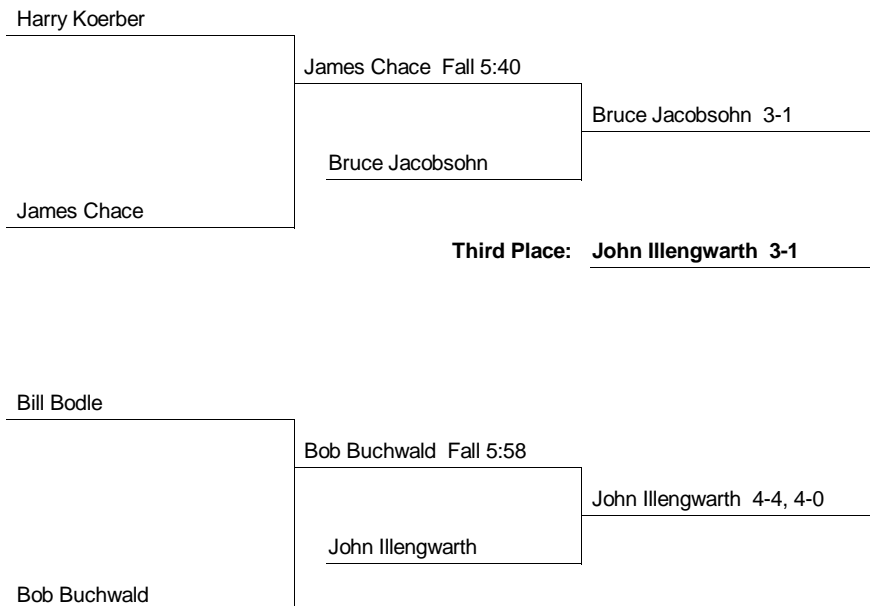 Harry Koerber
James Chace Fall 5:40
Bruce Jacobsohn 3-1
Bruce Jacobsohn
James Chace
Third Place: John Illengwarth 3-1
Bill Bodle
Bob Buchwald Fall 5:58
John Illengwarth 4-4, 4-0
John Illengwarth
Bob Buchwald